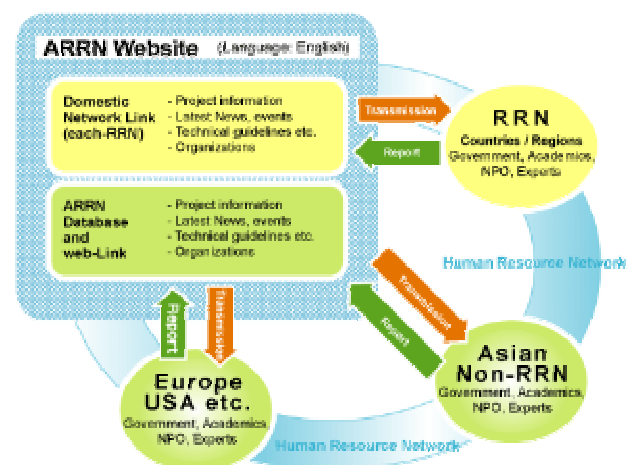 ARRN Website (Language: English)
Domestic
Network Link
(each-RRN)
- Project information
- Latest News, events
- Technical guidelines etc.
- Organizations
ARRN
Database
and
web-Link
- Project information
- Latest News, events
- Technical guidelines etc.
- Organizations
Transmission
Report
RRN
Countries / Regions
Government, Academics,
NPO, Experts
Human Resource Network
Transmission
Report
Asian
Non-RRN
Government, Academics,
NPO, Experts
Report
Transmission
Europe
USA etc.
Government, Academics,
NPO, Experts
Human Resource Network